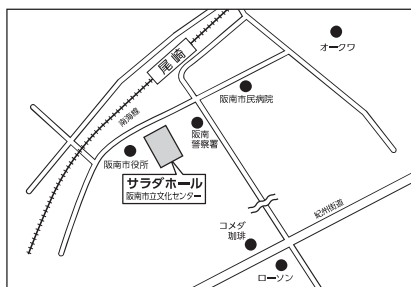 オークワ
尾崎
南海線
阪南市民病院
阪南
警察署
阪南市役所
サラダホール
阪南市立文化センター
紀州街道
コメダ
珈琲
ローソン